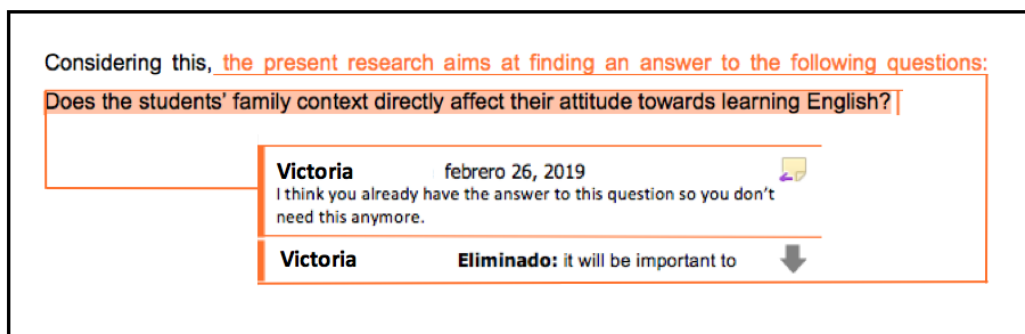 Considering this, the present research aims at finding an answer to the following questions:
Does the students' family context directly affect their attitude towards learning English?
Victoria febrero 26, 2019
I think you already have the answer to this question so you don't
need this anymore.
Victoria Eliminado: it will be important to